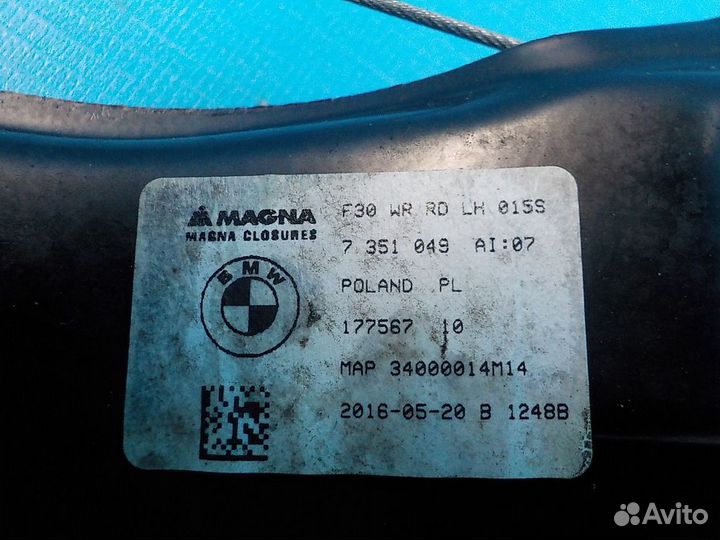 MAGNA
MAGNA CLOSURES
BMW
F30 WR RD LH 015S
7 351 049 AI:07
POLAND PL
177567 10
MAP 34000014M14
2016-05-20 B 1248B
Avito